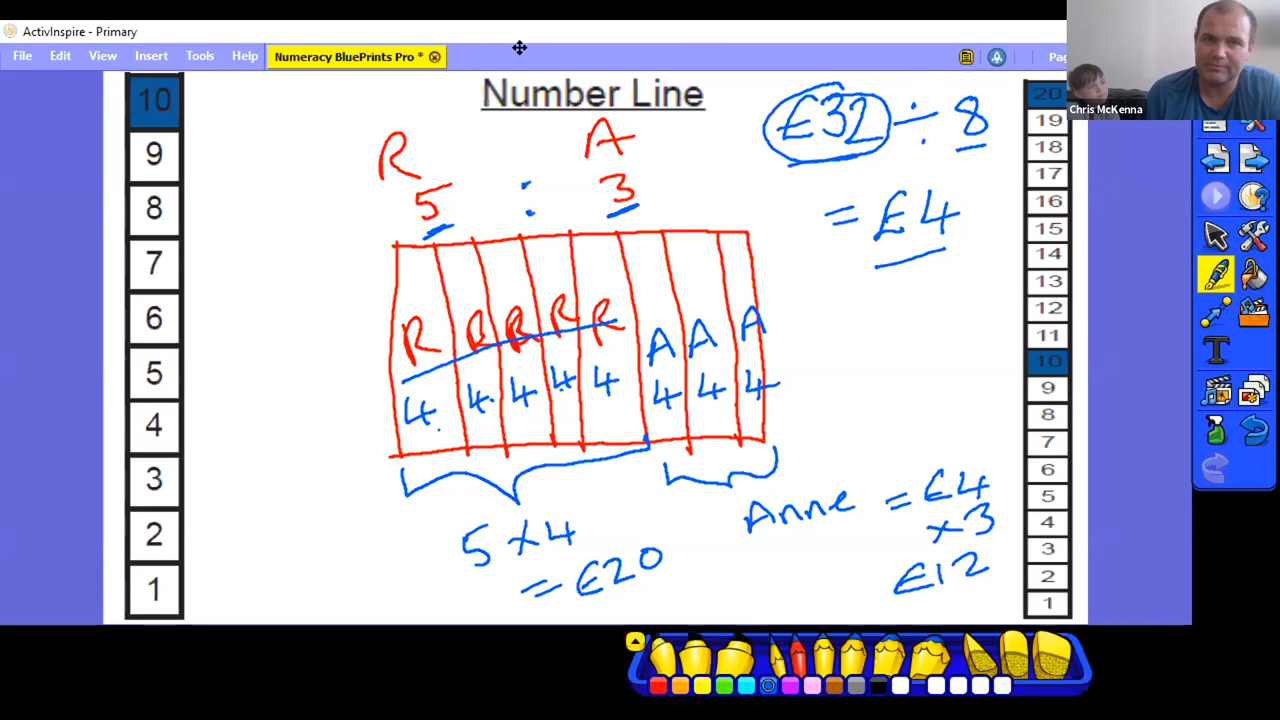 ActivInspire - Primary
File Edit View Insert Tools Numeracy BluePrints Pro *
Chris McKenna
Number Line
£32 ÷ 8
= £4
R A
5 : 3
R R R R R A A A
4 4 4 4 4 4 4 4
5 x 4
= £20
Anne = £4
x 3
£12
10
9
8
7
6
5
4
3
2
1
20
19
18
17
16
15
14
13
12
11
10
9
8
7
6
5
4
3
2
1